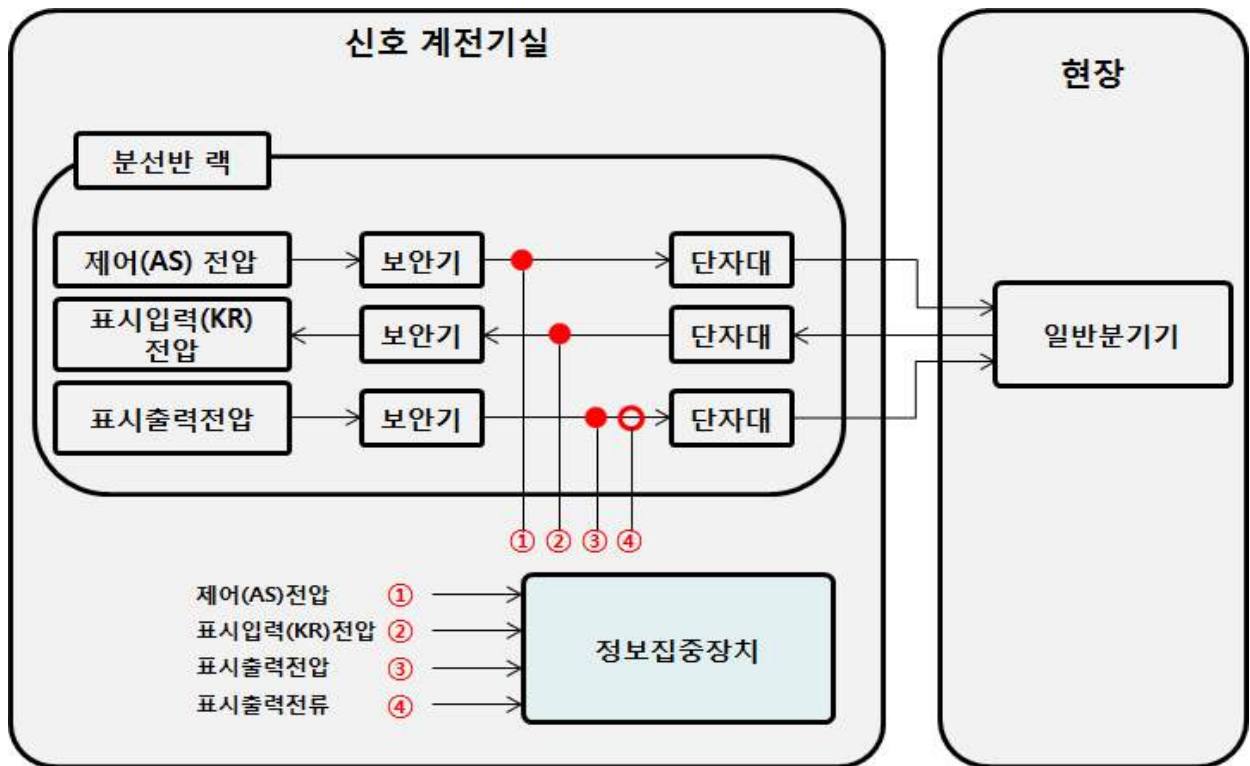 신호 계전기실
현장
분선반 랙
제어(AS) 전압
보안기
단자대
표시입력(KR)
전압
보안기
단자대
일반분기기
표시출력전압
보안기
단자대
① ② ③ ④
제어(AS)전압 ①
표시입력(KR)전압 ②
표시출력전압 ③
표시출력전류 ④
정보집중장치